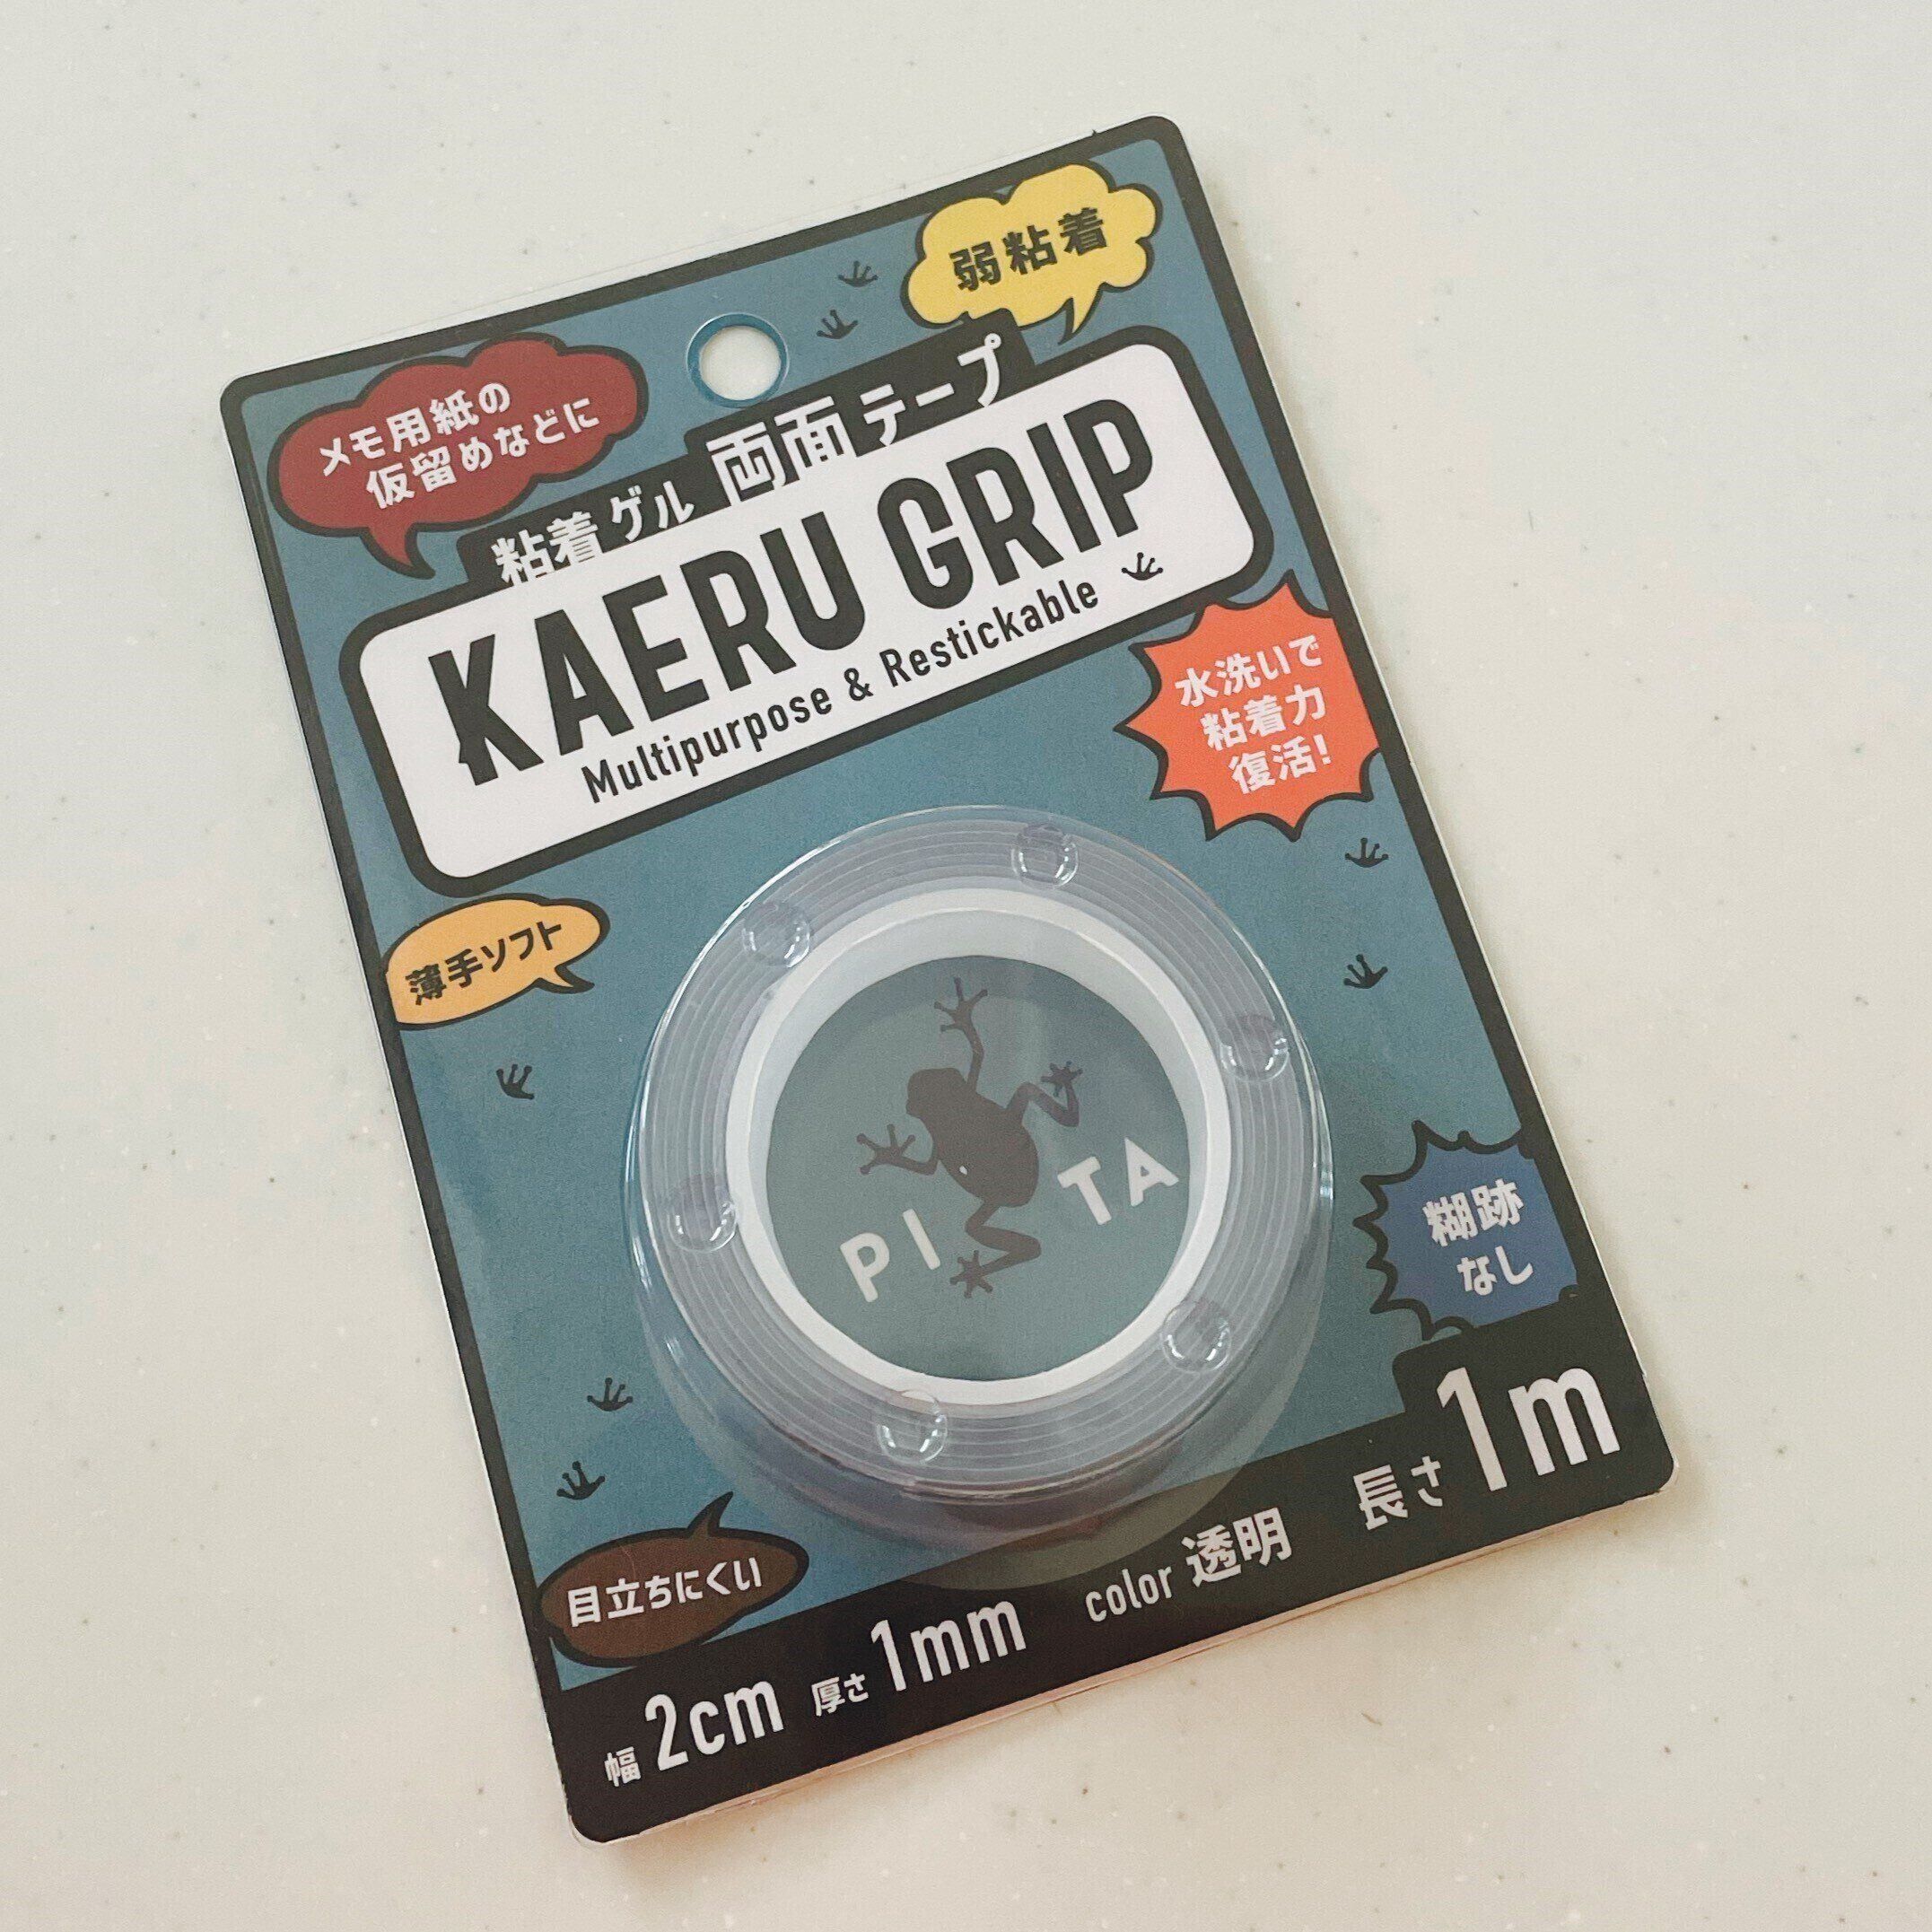 弱粘着
メモ用紙の
仮留めなどに
粘着ゲル 両面テープ
KAERU GRIP
Multipurpose & Restickable
水洗いで
粘着力
復活!
薄手ソフト
PITA
糊跡
なし
目立ちにくい
幅 2cm 厚さ 1mm color 透明 長さ 1m